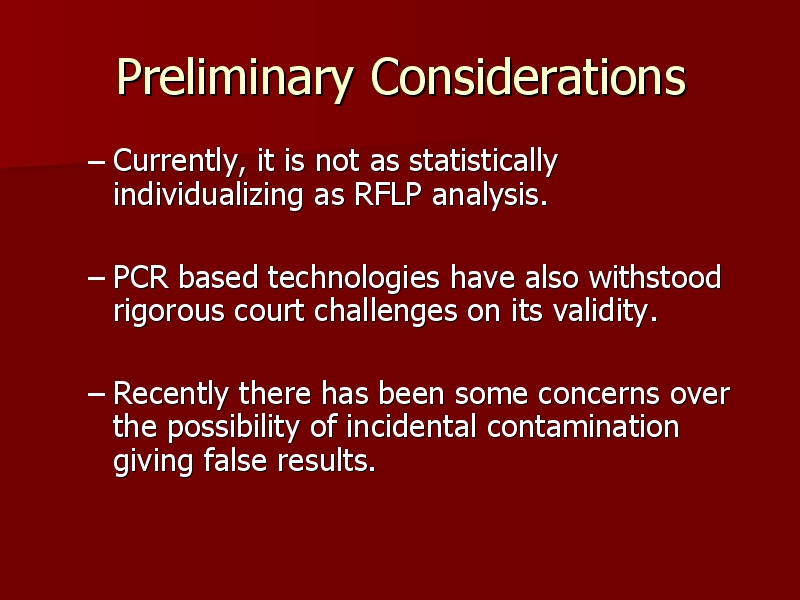 Preliminary Considerations
– Currently, it is not as statistically
individualizing as RFLP analysis.
– PCR based technologies have also withstood
rigorous court challenges on its validity.
– Recently there has been some concerns over
the possibility of incidental contamination
giving false results.